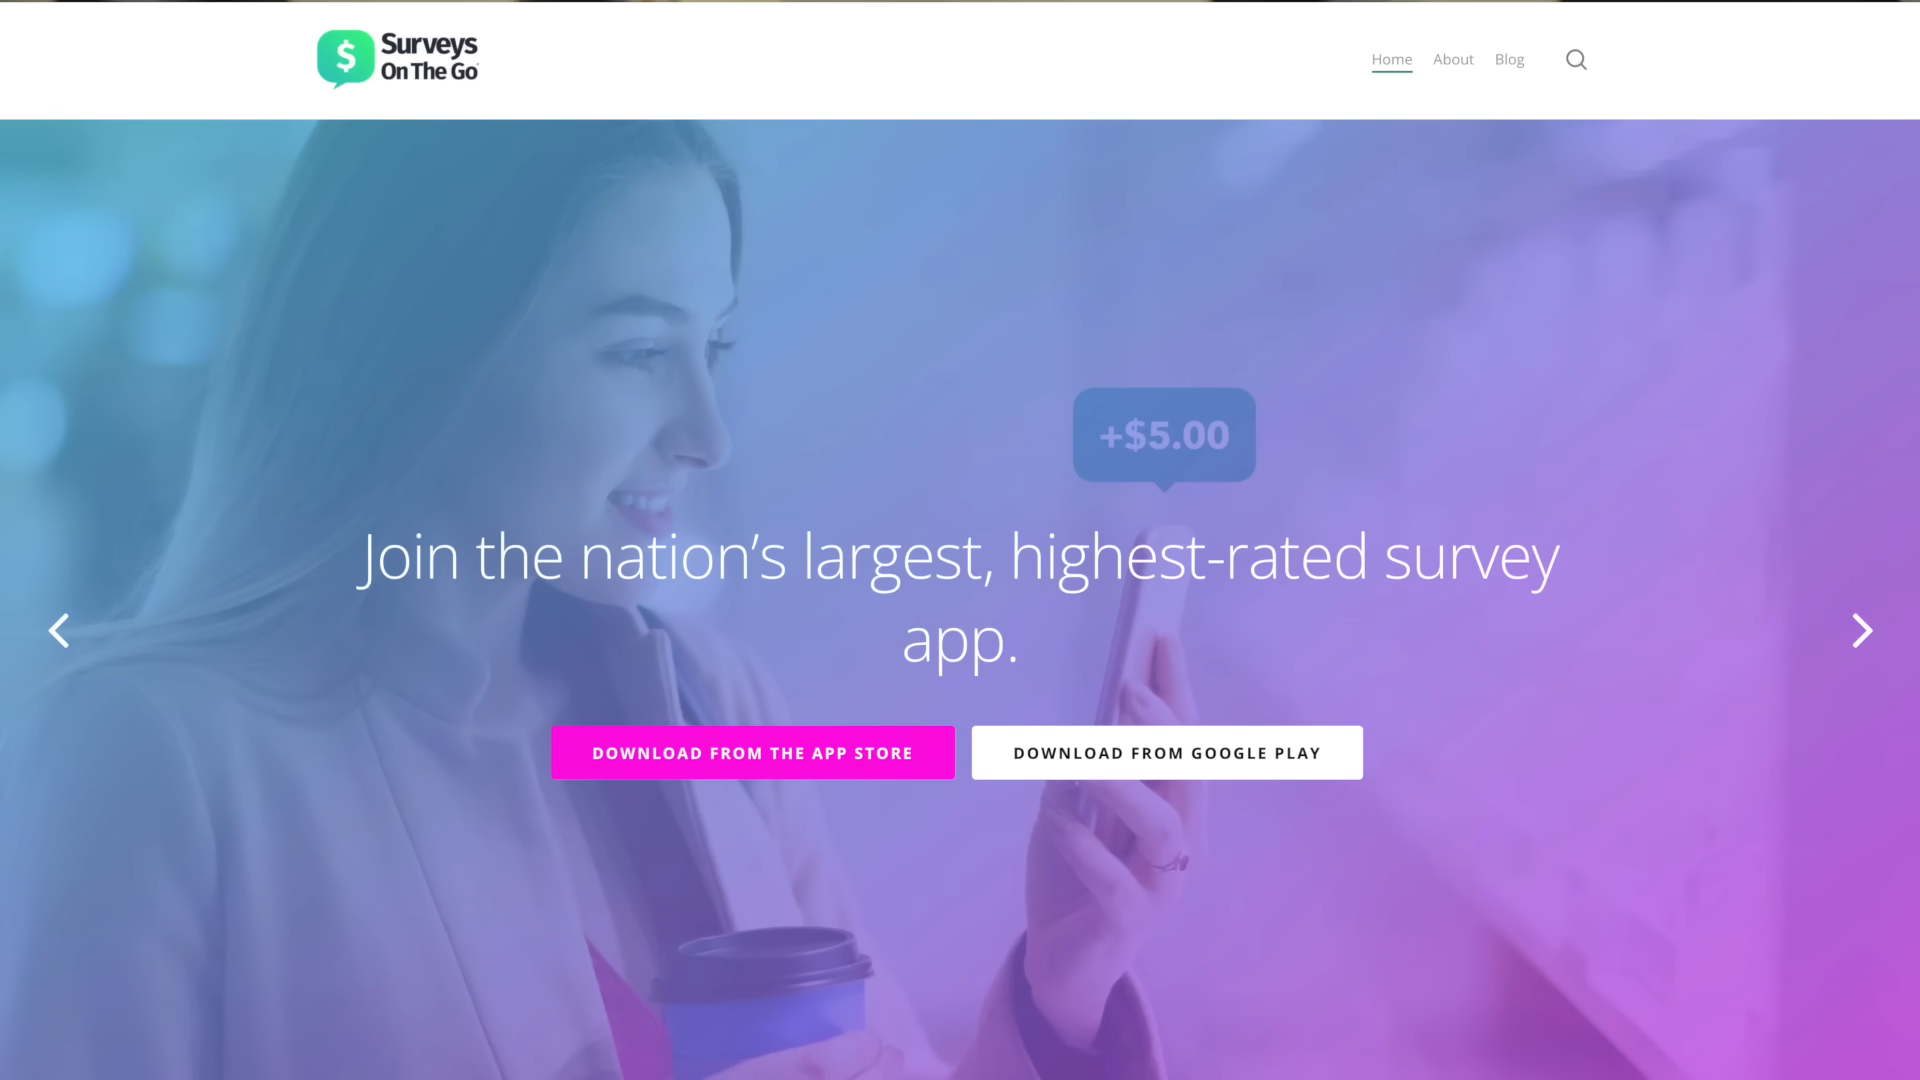 $
Surveys
On The Go
Home About Blog
+$5.00
Join the nation’s largest, highest-rated survey
app.
DOWNLOAD FROM THE APP STORE DOWNLOAD FROM GOOGLE PLAY